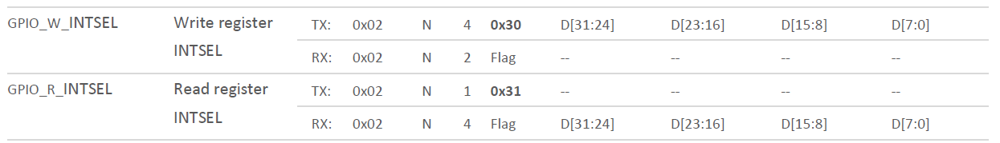 GPIO_W_INTSEL Write register TX: 0x02 N 4 0x30 D[31:24] D[23:16] D[15:8] D[7:0]
INTSEL RX: 0x02 N 2 Flag -- -- -- --
GPIO_R_INTSEL Read register TX: 0x02 N 1 0x31 -- -- -- --
INTSEL RX: 0x02 N 4 Flag D[31:24] D[23:16] D[15:8] D[7:0]